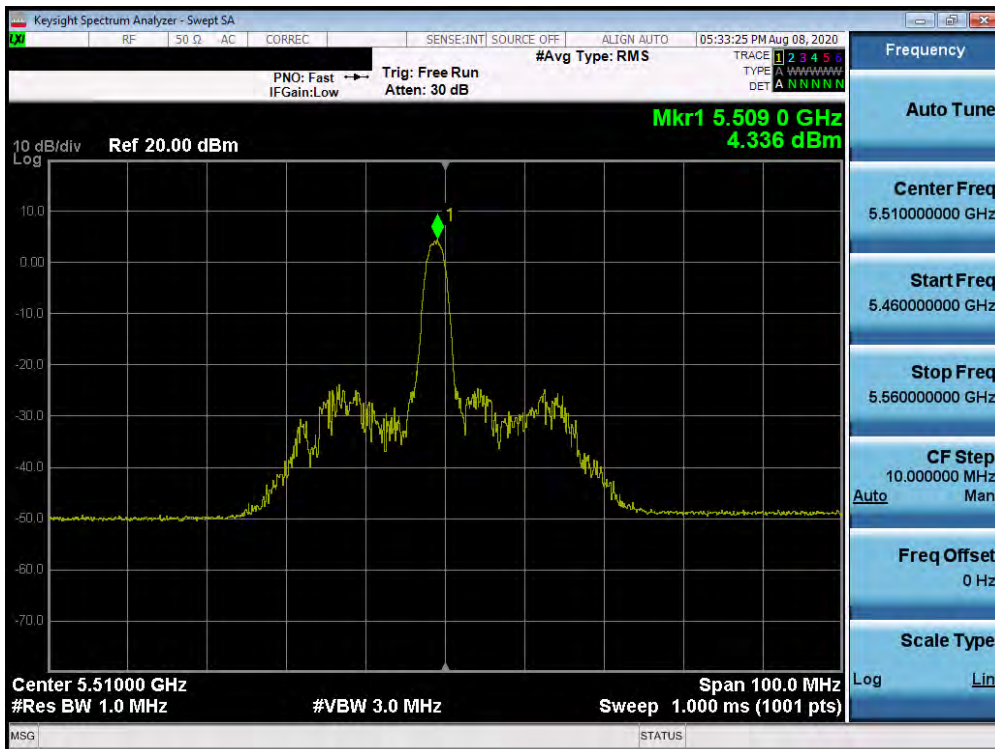 Keysight Spectrum Analyzer - Swept SA
LXI RF 50 Ω AC CORREC SENSE:INT SOURCE OFF ALIGN AUTO 05:33:25 PM Aug 08, 2020
#Avg Type: RMS
TRACE 1 2 3 4 5 6
PNO: Fast Trig: Free Run
TYPE A WWWWW
IFGain:Low Atten: 30 dB
DET A N N N N N
Mkr1 5.509 0 GHz
4.336 dBm
10 dB/div Ref 20.00 dBm
Log
1
10.0
0.00
-10.0
-20.0
-30.0
-40.0
-50.0
-60.0
-70.0
Center 5.51000 GHz Span 100.0 MHz
#Res BW 1.0 MHz #VBW 3.0 MHz Sweep 1.000 ms (1001 pts)
MSG STATUS
Frequency
Auto Tune
Center Freq
5.510000000 GHz
Start Freq
5.460000000 GHz
Stop Freq
5.560000000 GHz
CF Step
10.000000 MHz
Auto Man
Freq Offset
0 Hz
Scale Type
Log Lin